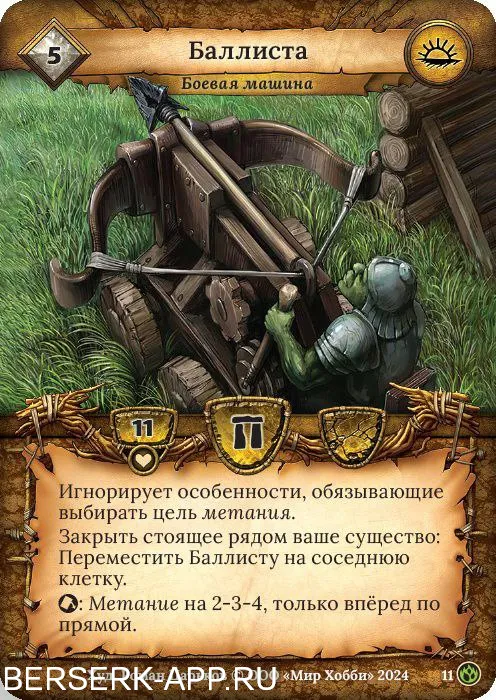 5
Баллиста
Боевая машина
11
Игнорирует особенности, обязывающие
выбирать цель метания.
Закрыть стоящее рядом ваше существо:
Переместить Баллисту на соседнюю
клетку.
: Метание на 2-3-4, только вперёд по
прямой.
ООО «Мир Хобби» 2024
11
BERSERK-APP.RU